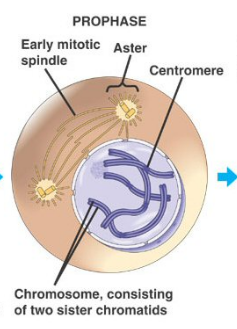 PROPHASE
Early mitotic
spindle
Aster
Centromere
Chromosome, consisting
of two sister chromatids